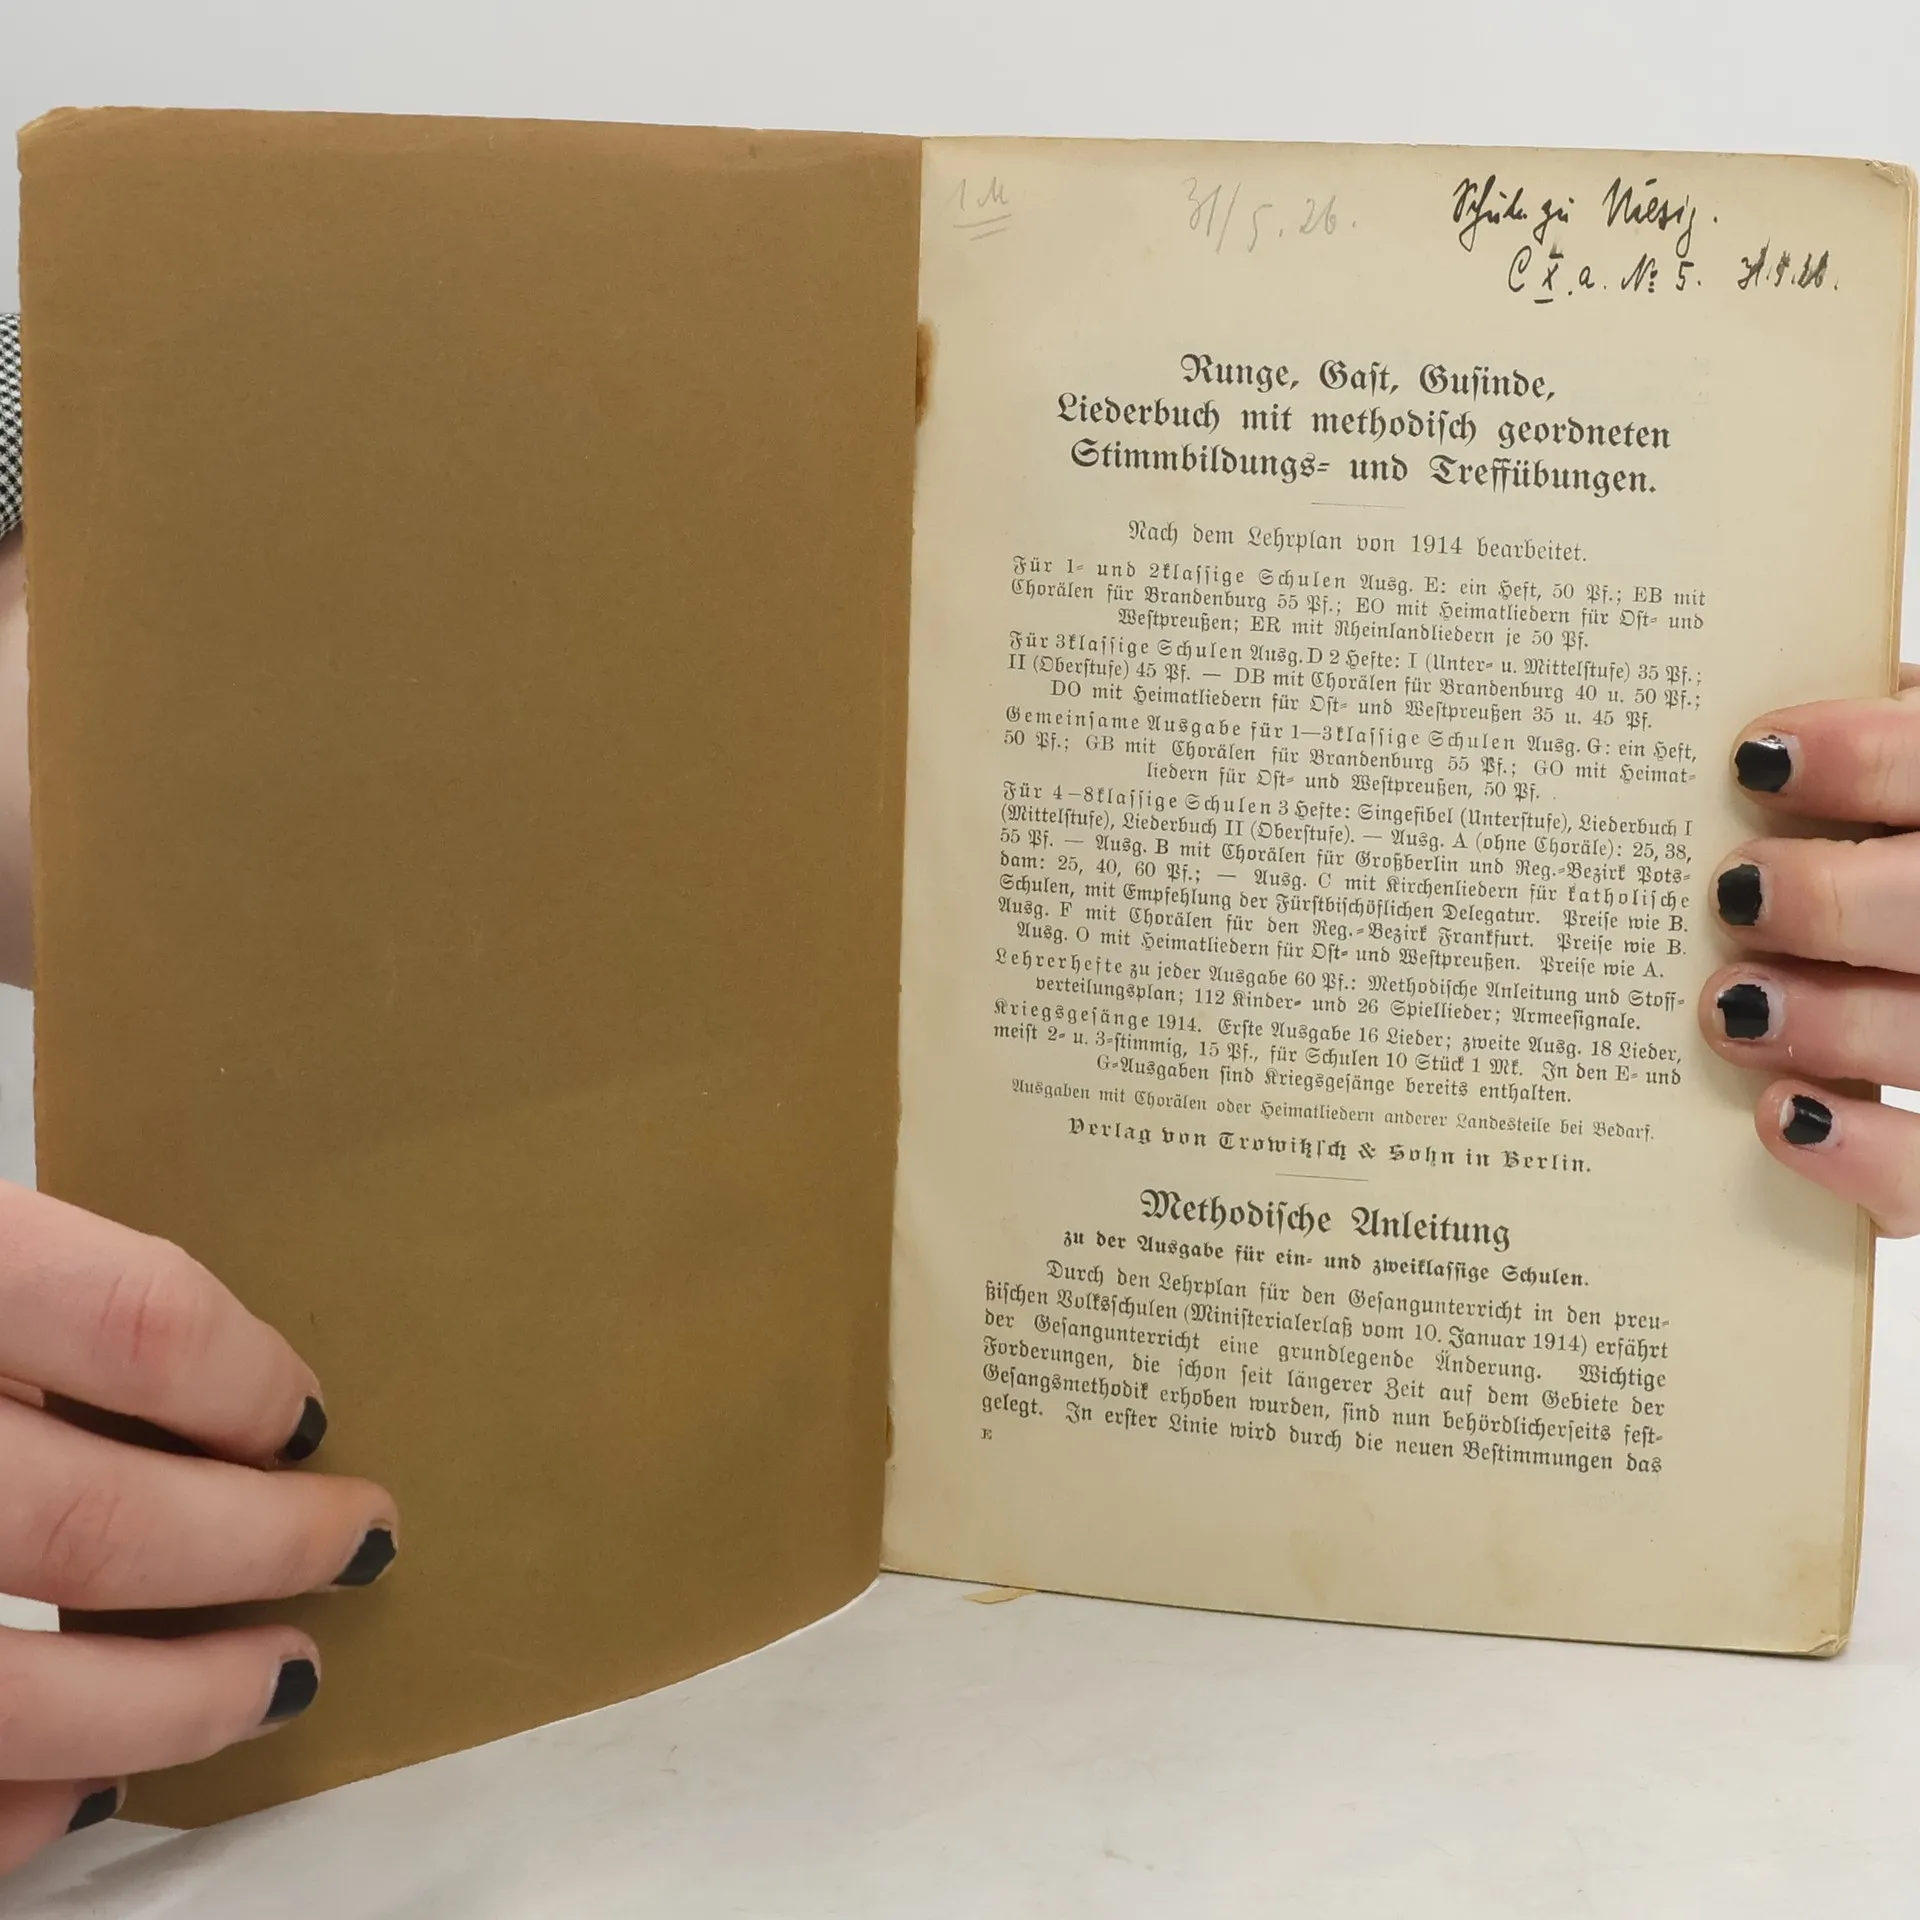 1 M
31/5.26.
Schule zu
C X. a. No 5. 31.5.26.
Runge, Gast, Gusinde,
Liederbuch mit methodisch geordneten
Stimmbildungs- und Treffübungen.
Nach dem Lehrplan von 1914 bearbeitet.
Für 1- und 2klassige Schulen Ausg. E: ein Heft, 50 Pf.; EB mit
Chorälen für Brandenburg 55 Pf.; EO mit Heimatliedern für Ost- und
Westpreußen; ER mit Rheinlandliedern je 50 Pf.
Für 3klassige Schulen Ausg. D 2 Hefte: I (Unter- u. Mittelstufe) 35 Pf.;
II (Oberstufe) 45 Pf. — DB mit Chorälen für Brandenburg 40 u. 50 Pf.;
DO mit Heimatliedern für Ost- und Westpreußen 35 u. 45 Pf.
Gemeinsame Ausgabe für 1—3klassige Schulen Ausg. G: ein Heft,
50 Pf.; GB mit Chorälen für Brandenburg 55 Pf.; GO mit Heimat-
liedern für Ost- und Westpreußen, 50 Pf.
Für 4—8klassige Schulen 3 Hefte: Singefibel (Unterstufe), Liederbuch I
(Mittelstufe), Liederbuch II (Oberstufe). — Ausg. A (ohne Choräle): 25, 38,
55 Pf. — Ausg. B mit Chorälen für Großberlin und Reg.-Bezirk Pots-
dam: 25, 40, 60 Pf.; — Ausg. C mit Kirchenliedern für katholische
Schulen, mit Empfehlung der Fürstbischöflichen Delegatur. Preise wie B.
Ausg. F mit Chorälen für den Reg.-Bezirk Frankfurt. Preise wie B.
Ausg. O mit Heimatliedern für Ost- und Westpreußen. Preise wie A.
Lehrerhefte zu jeder Ausgabe 60 Pf.: Methodische Anleitung und Stoff-
verteilungsplan; 112 Kinder- und 26 Spiellieder; Armeesignale.
Kriegsgesänge 1914. Erste Ausgabe 16 Lieder; zweite Ausg. 18 Lieder,
meist 2- u. 3-stimmig, 15 Pf., für Schulen 10 Stück 1 Mk. In den E- und
G-Ausgaben sind Kriegsgesänge bereits enthalten.
Ausgaben mit Chorälen oder Heimatliedern anderer Landesteile bei Bedarf.
Verlag von Trowitzsch & Sohn in Berlin.
Methodische Anleitung
zu der Ausgabe für ein- und zweiklassige Schulen.
Durch den Lehrplan für den Gesangunterricht in den preu-
ßischen Volksschulen (Ministerialerlaß vom 10. Januar 1914) erfährt
der Gesangunterricht eine grundlegende Änderung. Wichtige
Forderungen, die schon seit längerer Zeit auf dem Gebiete der
Gesangsmethodik erhoben wurden, sind nun behördlicherseits fest-
gelegt. In erster Linie wird durch die neuen Bestimmungen das
E